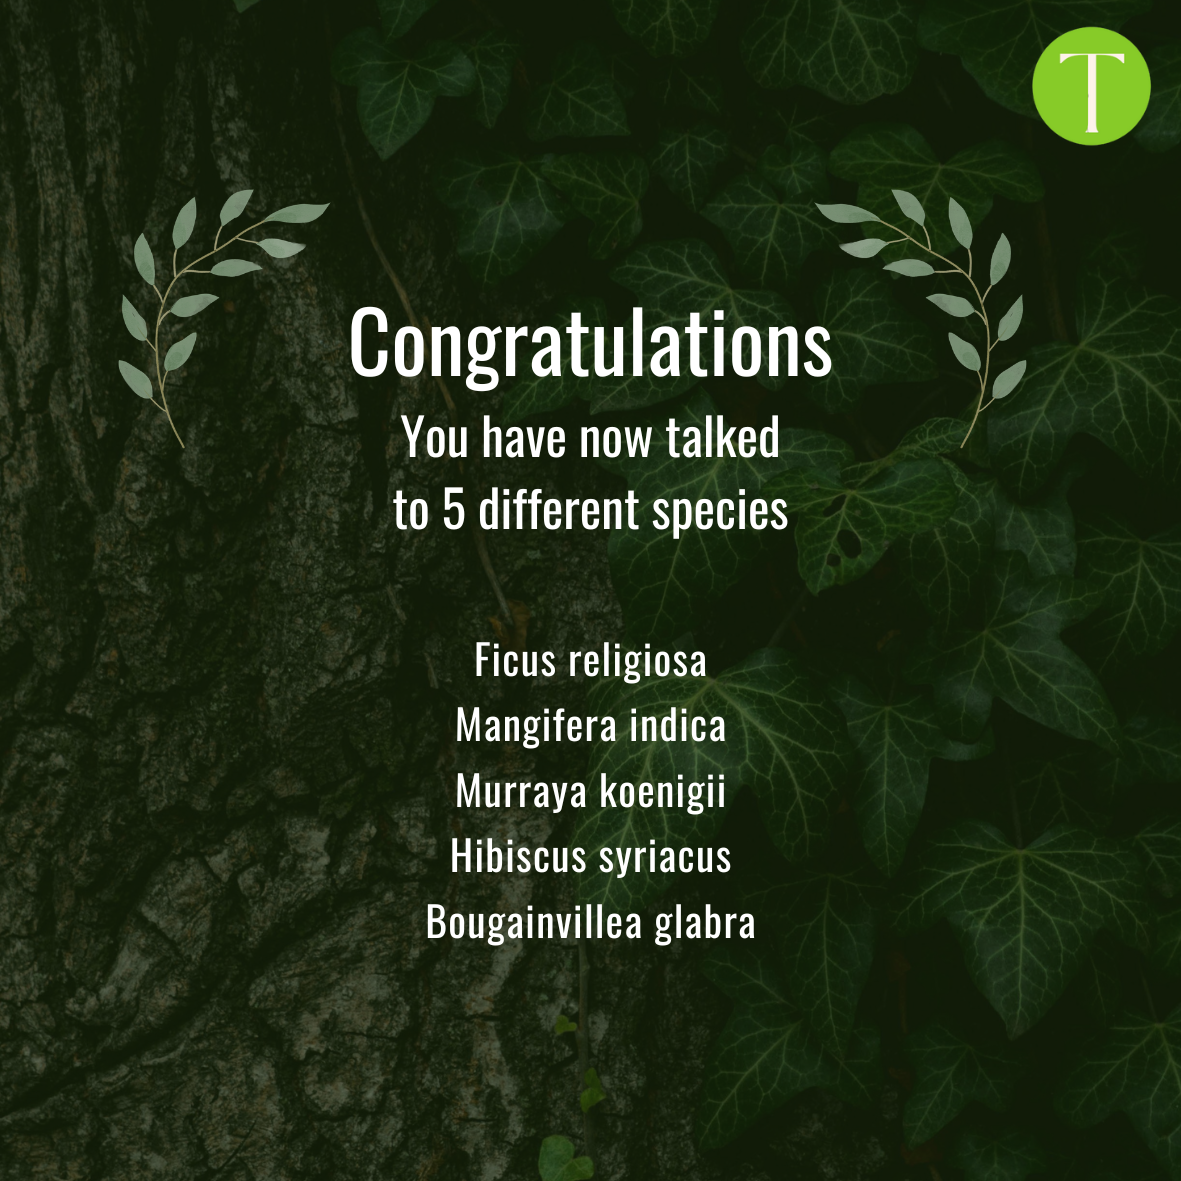 T
Congratulations
You have now talked
to 5 different species
Ficus religiosa
Mangifera indica
Murraya koenigii
Hibiscus syriacus
Bougainvillea glabra